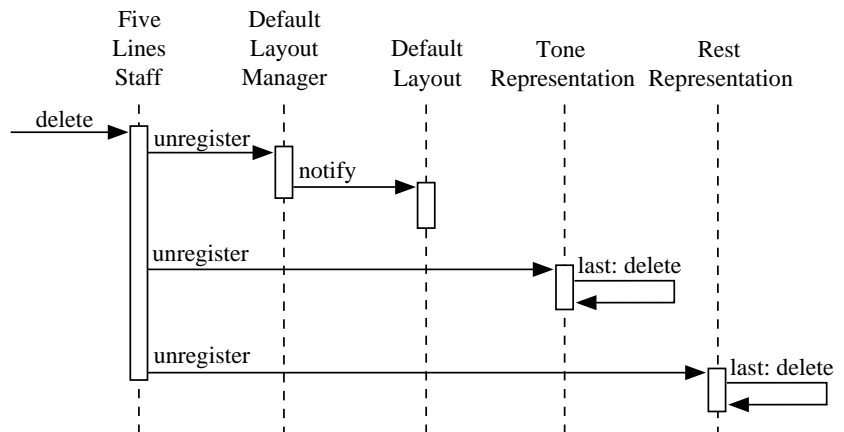 Five
Lines
Staff
Default
Layout
Manager
Default
Layout
Tone
Representation
Rest
Representation
delete
unregister
notify
unregister
last: delete
unregister
last: delete